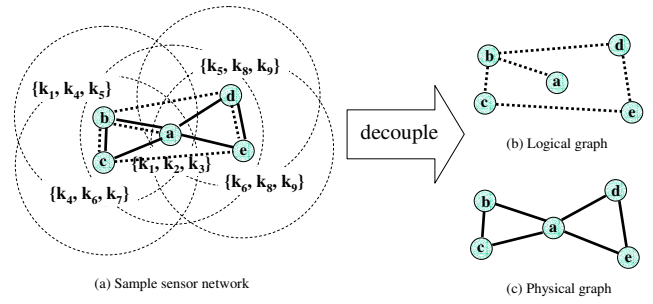 {k₅, k₈, k₉}
{k₁, k₄, k₅}
d
b
a
e
c
{k₁, k₂, k₃}
{k₆, k₈, k₉}
{k₄, k₆, k₇}
(a) Sample sensor network
decouple
d
b
a
c
e
(b) Logical graph
d
b
a
c
e
(c) Physical graph